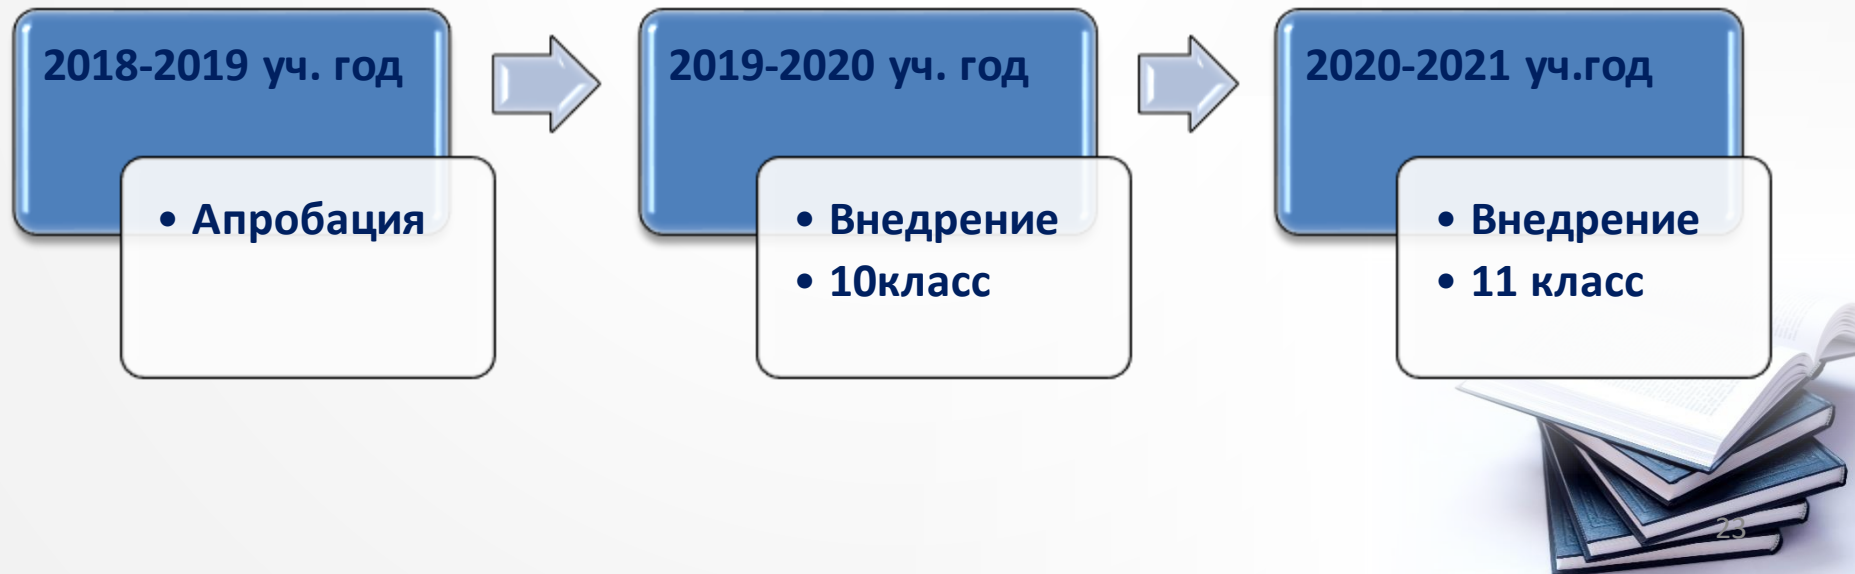 2018-2019 уч. год
• Апробация
2019-2020 уч. год
• Внедрение
• 10класс
2020-2021 уч.год
• Внедрение
• 11 класс
23